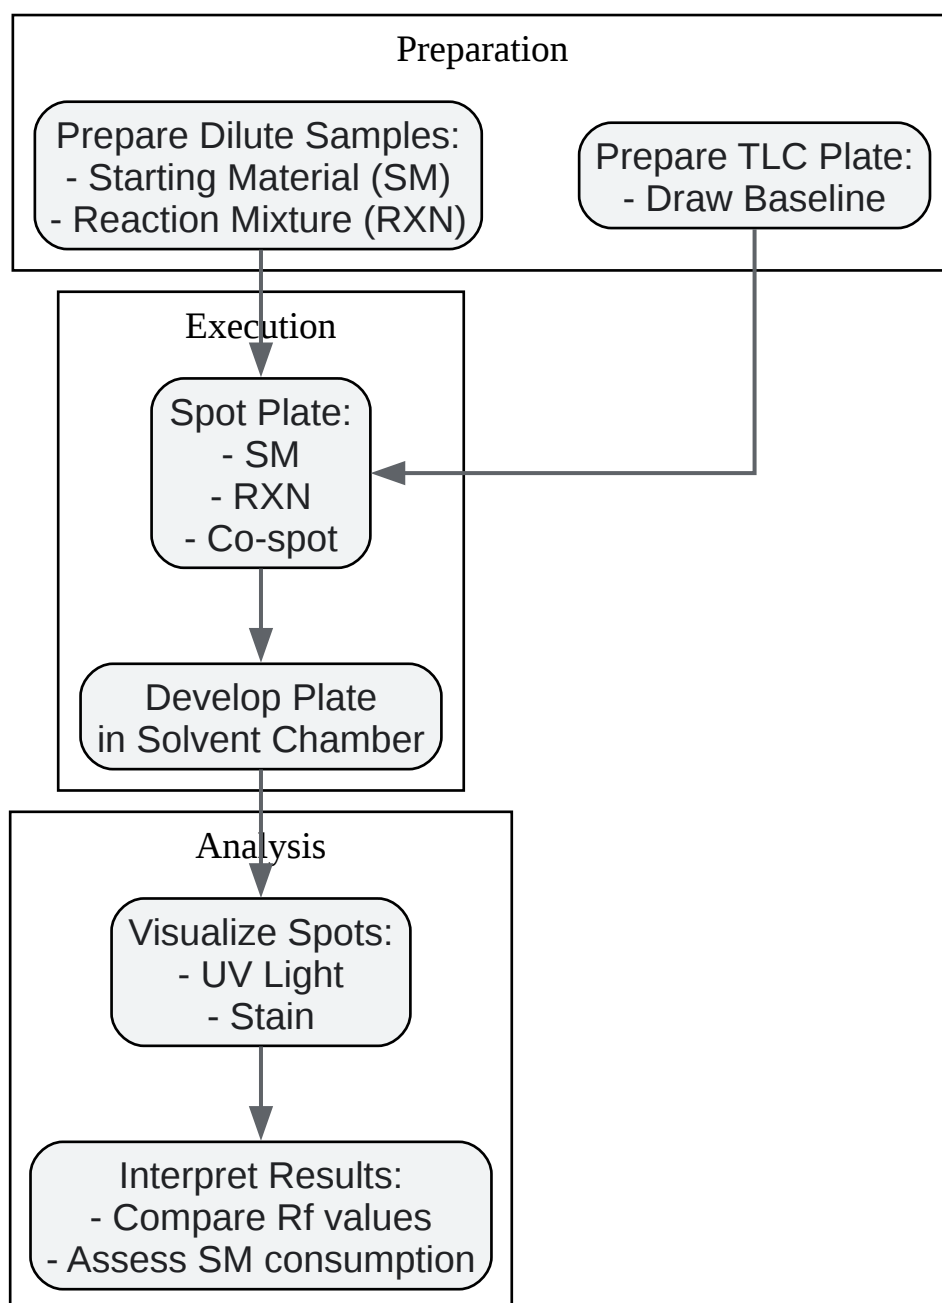 Preparation
Prepare Dilute Samples:
- Starting Material (SM)
- Reaction Mixture (RXN)
Prepare TLC Plate:
- Draw Baseline
Execution
Spot Plate:
- SM
- RXN
- Co-spot
Develop Plate
in Solvent Chamber
Analysis
Visualize Spots:
- UV Light
- Stain
Interpret Results:
- Compare Rf values
- Assess SM consumption